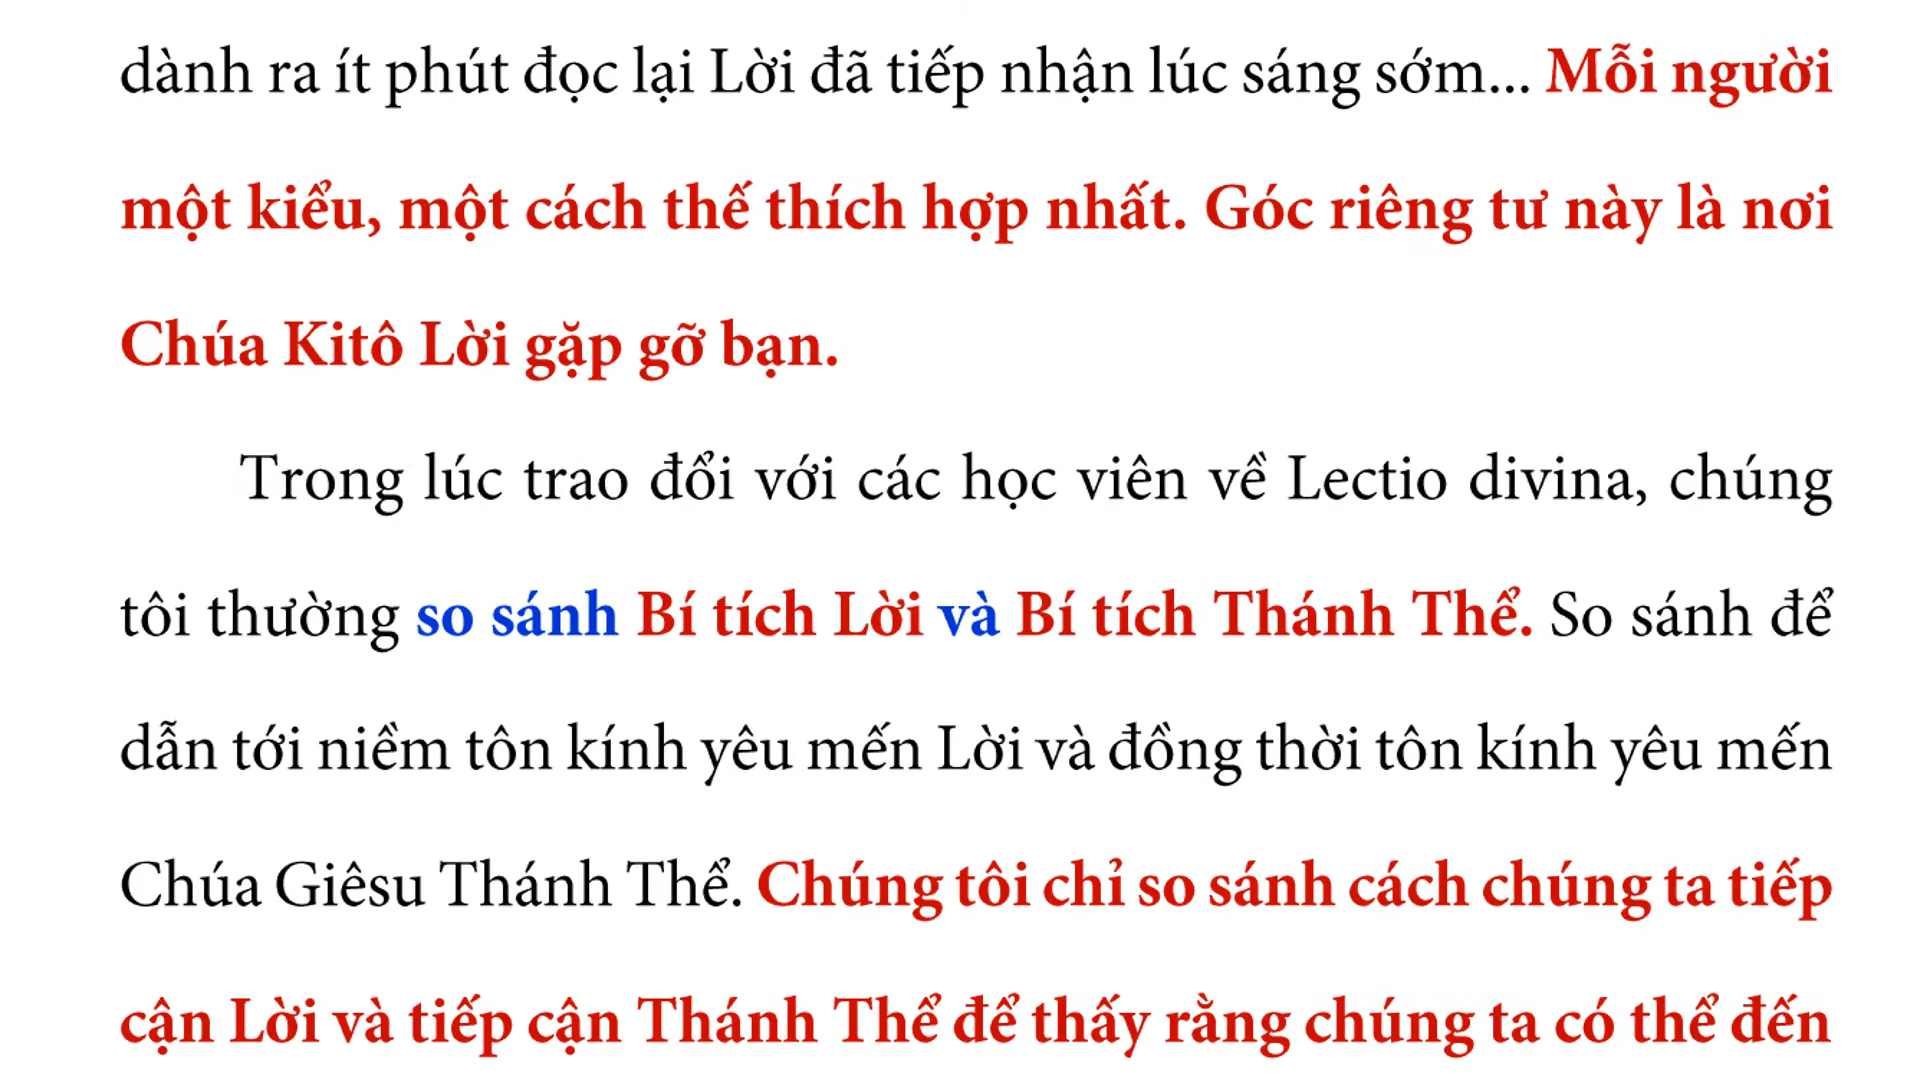 dành ra ít phút đọc lại Lời đã tiếp nhận lúc sáng sớm... Mỗi người
một kiểu, một cách thế thích hợp nhất. Góc riêng tư này là nơi
Chúa Kitô Lời gặp gỡ bạn.
Trong lúc trao đổi với các học viên về Lectio divina, chúng
tôi thường so sánh Bí tích Lời và Bí tích Thánh Thể. So sánh để
dẫn tới niềm tôn kính yêu mến Lời và đồng thời tôn kính yêu mến
Chúa Giêsu Thánh Thể. Chúng tôi chỉ so sánh cách chúng ta tiếp
cận Lời và tiếp cận Thánh Thể để thấy rằng chúng ta có thể đến